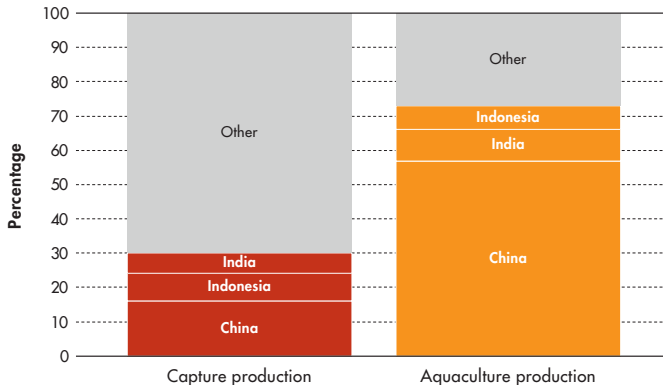 Percentage
100
90
80
70
60
50
40
30
20
10
0
Other
India
Indonesia
China
Other
Indonesia
India
China
Capture production
Aquaculture production